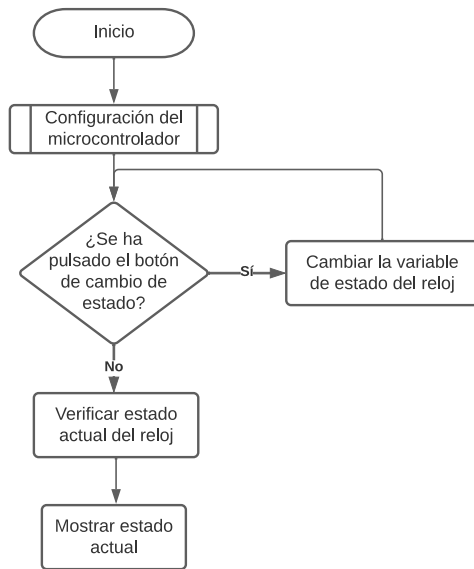 Inicio
Configuración del
microcontrolador
¿Se ha
pulsado el botón
de cambio de
estado?
Sí
Cambiar la variable
de estado del reloj
No
Verificar estado
actual del reloj
Mostrar estado
actual